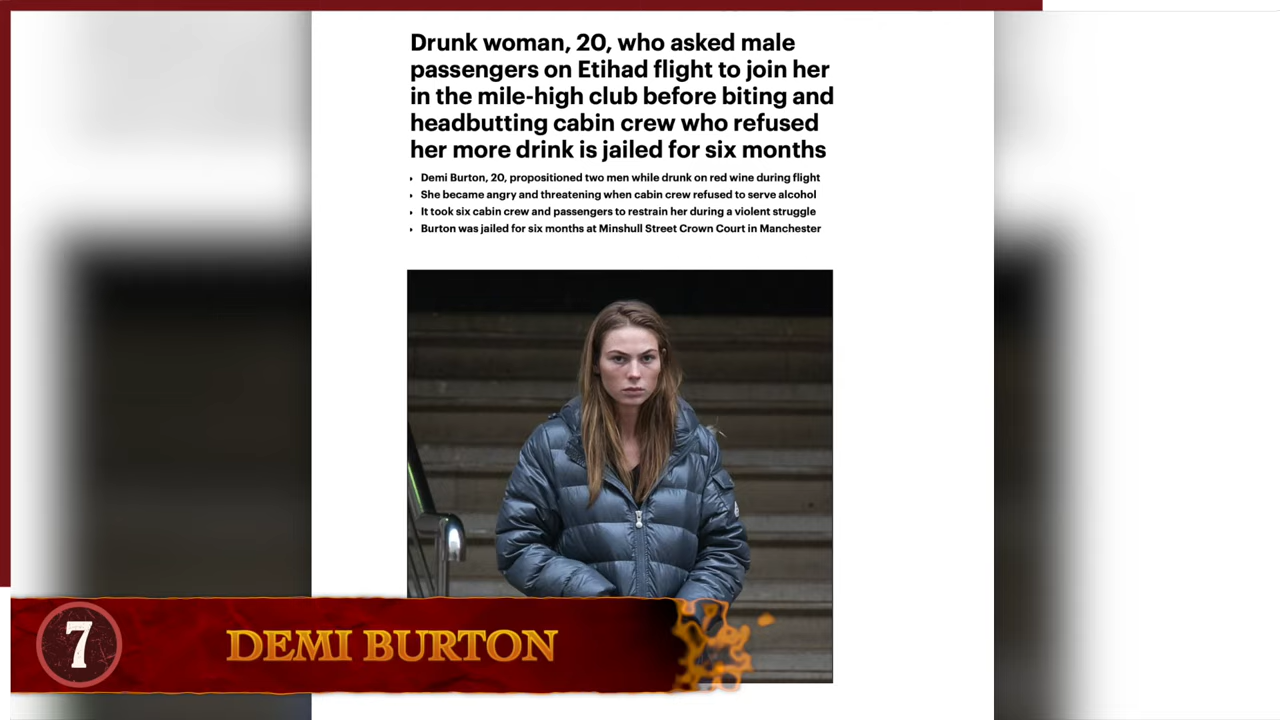 Drunk woman, 20, who asked male
passengers on Etihad flight to join her
in the mile-high club before biting and
headbutting cabin crew who refused
her more drink is jailed for six months
Demi Burton, 20, propositioned two men while drunk on red wine during flight
She became angry and threatening when cabin crew refused to serve alcohol
It took six cabin crew and passengers to restrain her during a violent struggle
Burton was jailed for six months at Minshull Street Crown Court in Manchester
7
DEMI BURTON